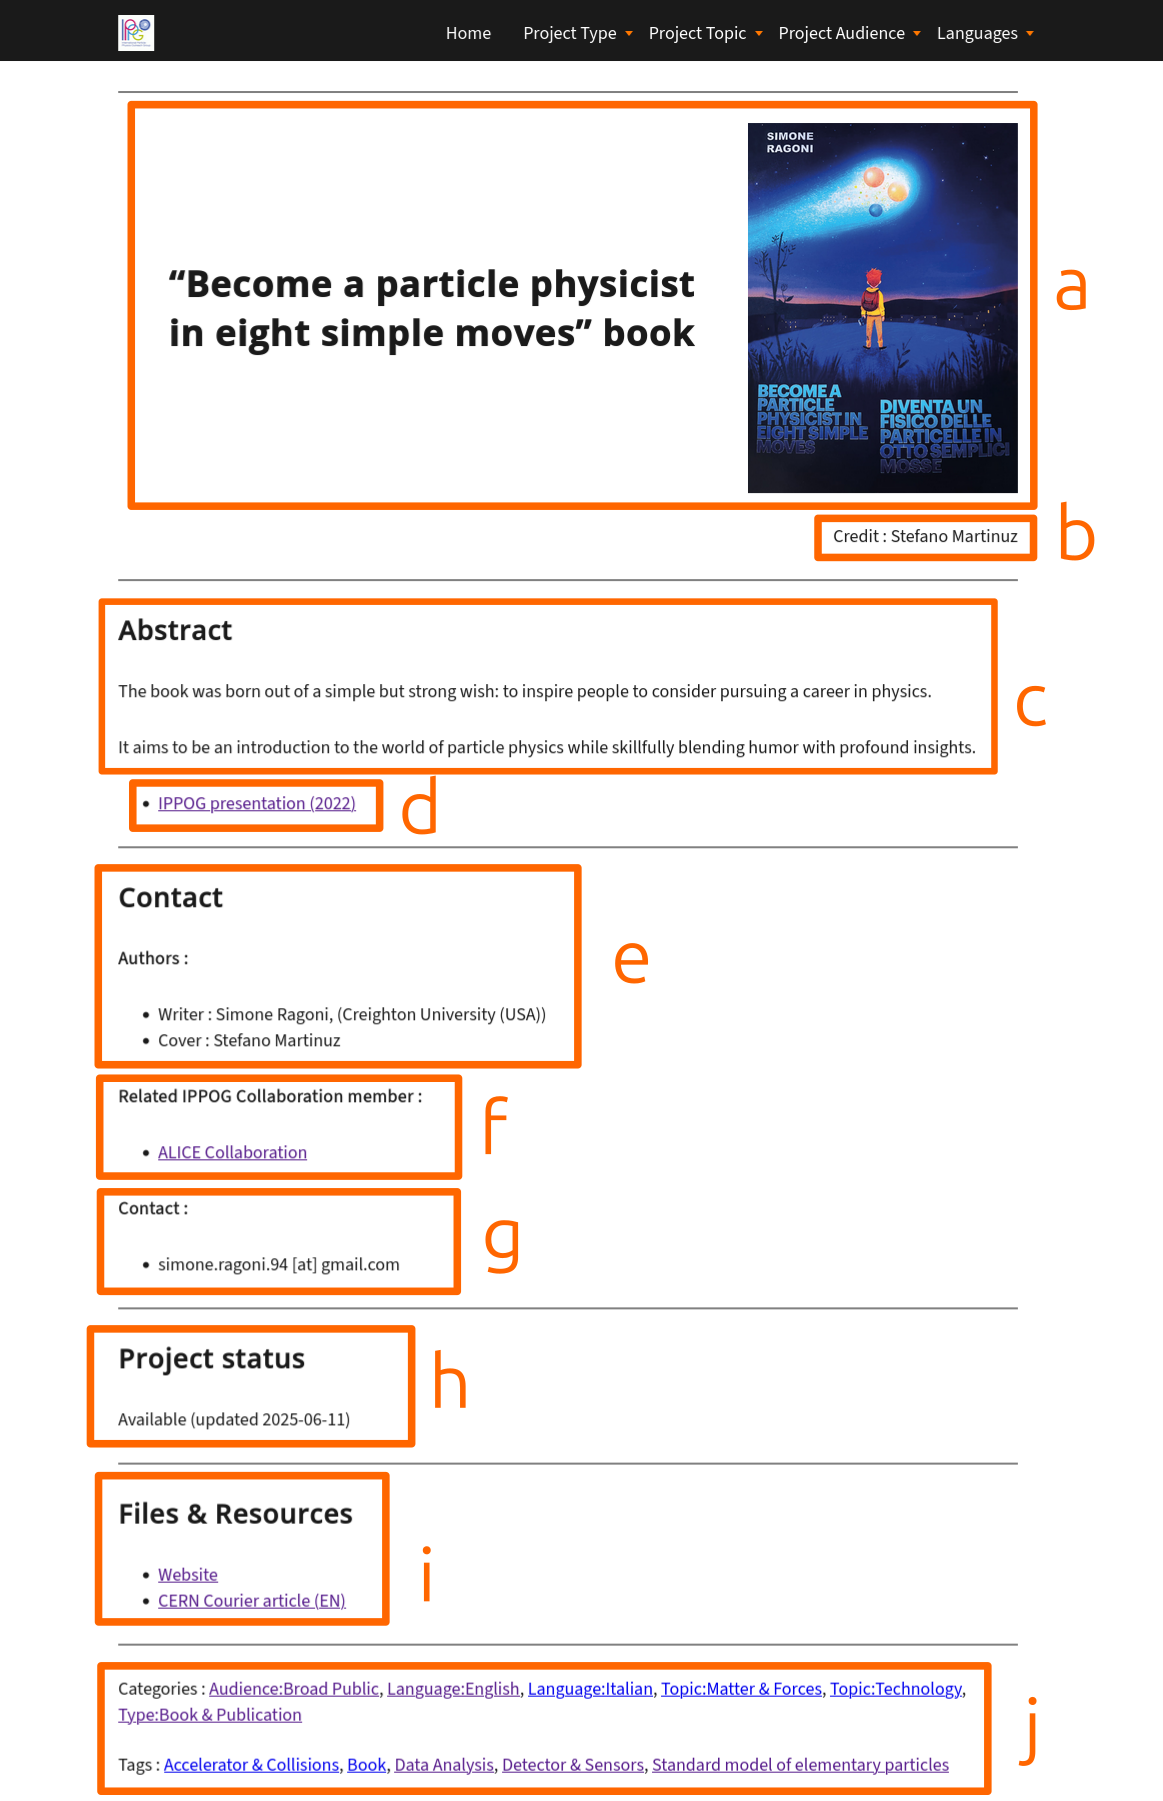 Home Project Type Project Topic Project Audience Languages
SIMONE
RAGONI
“Become a particle physicist
in eight simple moves” book
a
BECOME A
PARTICLE
PHYSICIST IN
EIGHT SIMPLE
MOVES
DIVENTA UN
FISICO DELLE
PARTICELLE IN
OTTO SEMPLICI
MOSSE
Credit : Stefano Martinuz
b
Abstract
The book was born out of a simple but strong wish: to inspire people to consider pursuing a career in physics.
c
It aims to be an introduction to the world of particle physics while skillfully blending humor with profound insights.
• IPPOG presentation (2022)
d
Contact
Authors :
e
• Writer : Simone Ragoni, (Creighton University (USA))
• Cover : Stefano Martinuz
Related IPPOG Collaboration member :
f
• ALICE Collaboration
Contact :
g
• simone.ragoni.94 [at] gmail.com
Project status
h
Available (updated 2025-06-11)
Files & Resources
i
• Website
• CERN Courier article (EN)
Categories : Audience:Broad Public, Language:English, Language:Italian, Topic:Matter & Forces, Topic:Technology,
Type:Book & Publication
j
Tags : Accelerator & Collisions, Book, Data Analysis, Detector & Sensors, Standard model of elementary particles